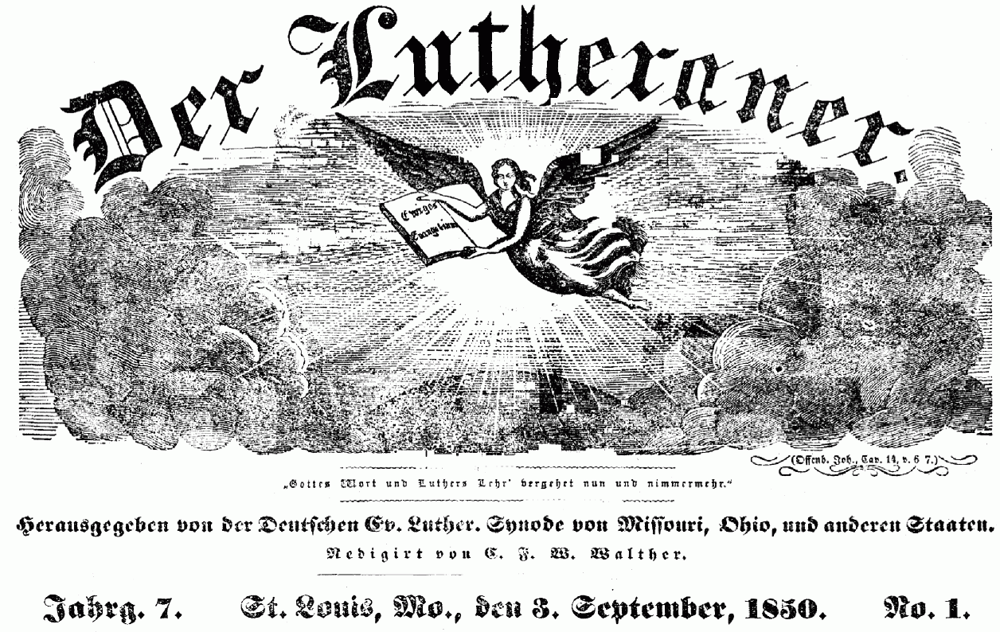 Der Lutheraner.
Ewiges
Evangelium
(Offenb. Joh., Cap. 14, v. 6 7.)
„Gottes Wort und Luthers Lehr' vergehet nun und nimmermehr.“
Herausgegeben von der Deutschen Ev. Luther. Synode von Missouri, Ohio, und anderen Staaten.
Redigirt von C. F. W. Walther.
Jahrg. 7. St. Louis, Mo., den 3. September, 1850. No. 1.